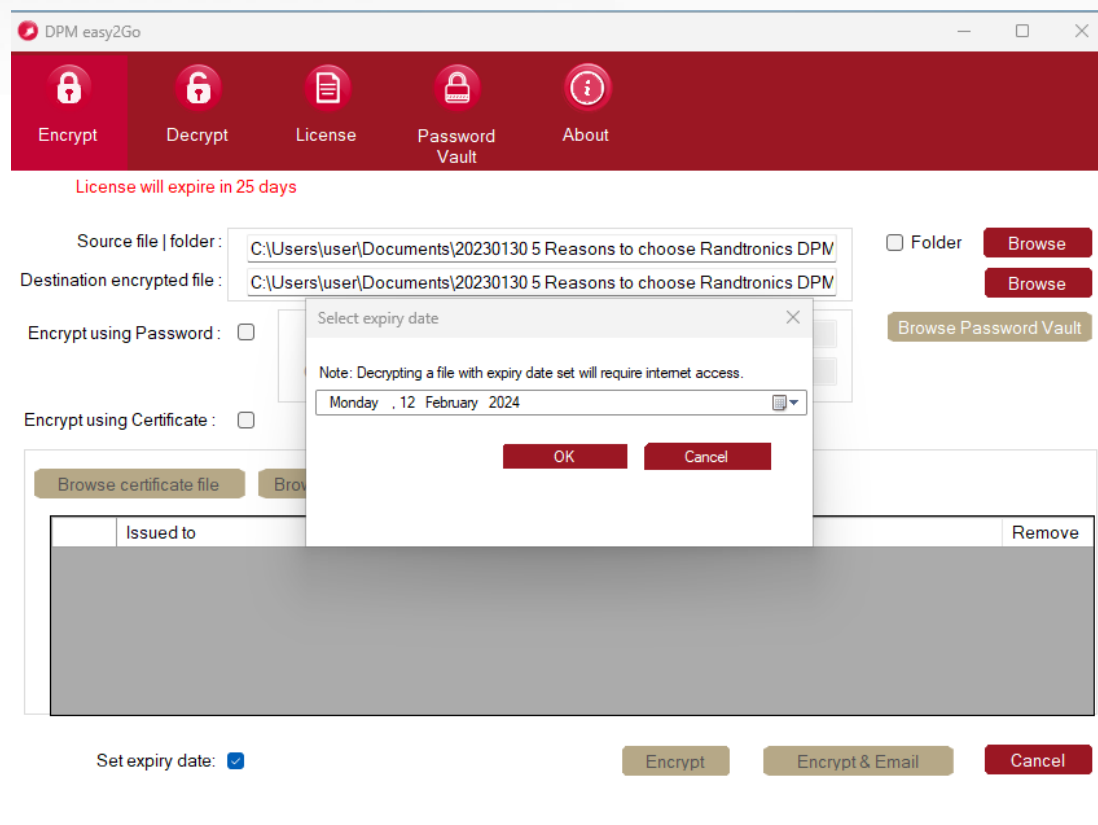 DPM easy2Go
Encrypt
Decrypt
License
Password
Vault
About
License will expire in 25 days
Source file | folder :
C:\Users\user\Documents\20230130 5 Reasons to choose Randtronics DPM
Folder
Browse
Destination encrypted file :
C:\Users\user\Documents\20230130 5 Reasons to choose Randtronics DPM
Browse
Select expiry date
Encrypt using Password :
Browse Password Vault
Note: Decrypting a file with expiry date set will require internet access.
Monday , 12 February 2024
Encrypt using Certificate :
OK
Cancel
Browse certificate file
Issued to
Remove
Set expiry date:
Encrypt
Encrypt & Email
Cancel